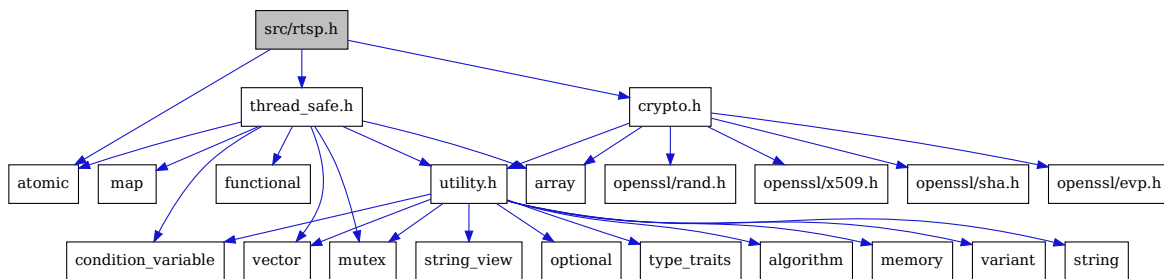 src/rtsp.h
thread_safe.h
crypto.h
atomic
map
functional
utility.h
array
openssl/rand.h
openssl/x509.h
openssl/sha.h
openssl/evp.h
condition_variable
vector
mutex
string_view
optional
type_traits
algorithm
memory
variant
string